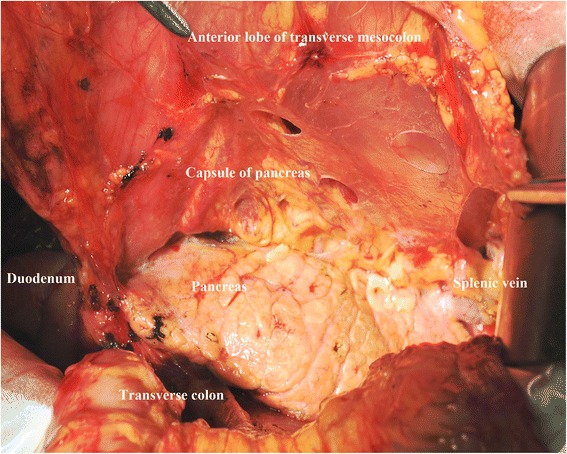 Anterior lobe of transverse mesocolon
Capsule of pancreas
Duodenum
Pancreas
Splenic vein
Transverse colon